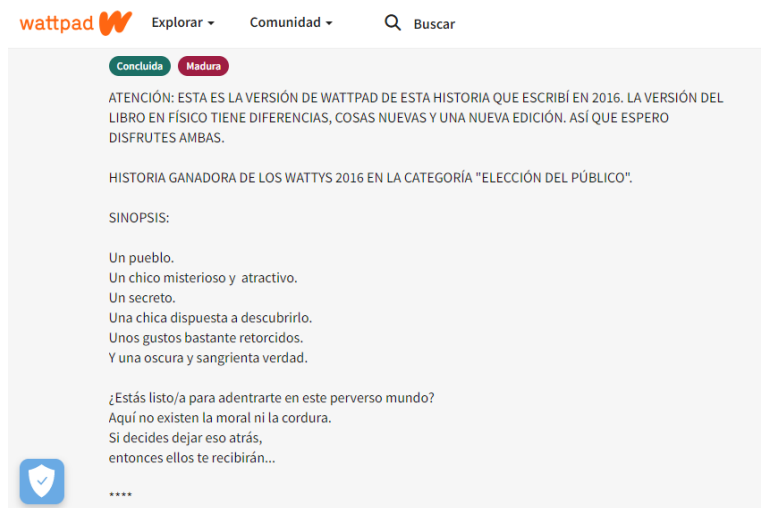 wattpad Explorar Comunidad Buscar
Concluida Madura
ATENCIÓN: ESTA ES LA VERSIÓN DE WATTPAD DE ESTA HISTORIA QUE ESCRIBÍ EN 2016. LA VERSIÓN DEL
LIBRO EN FÍSICO TIENE DIFERENCIAS, COSAS NUEVAS Y UNA NUEVA EDICIÓN. ASÍ QUE ESPERO
DISFRUTES AMBAS.
HISTORIA GANADORA DE LOS WATTYS 2016 EN LA CATEGORÍA "ELECCIÓN DEL PÚBLICO".
SINOPSIS:
Un pueblo.
Un chico misterioso y atractivo.
Un secreto.
Una chica dispuesta a descubrirlo.
Unos gustos bastante retorcidos.
Y una oscura y sangrienta verdad.
¿Estás listo/a para adentrarte en este perverso mundo?
Aquí no existen la moral ni la cordura.
Si decides dejar eso atrás,
entonces ellos te recibirán...
****